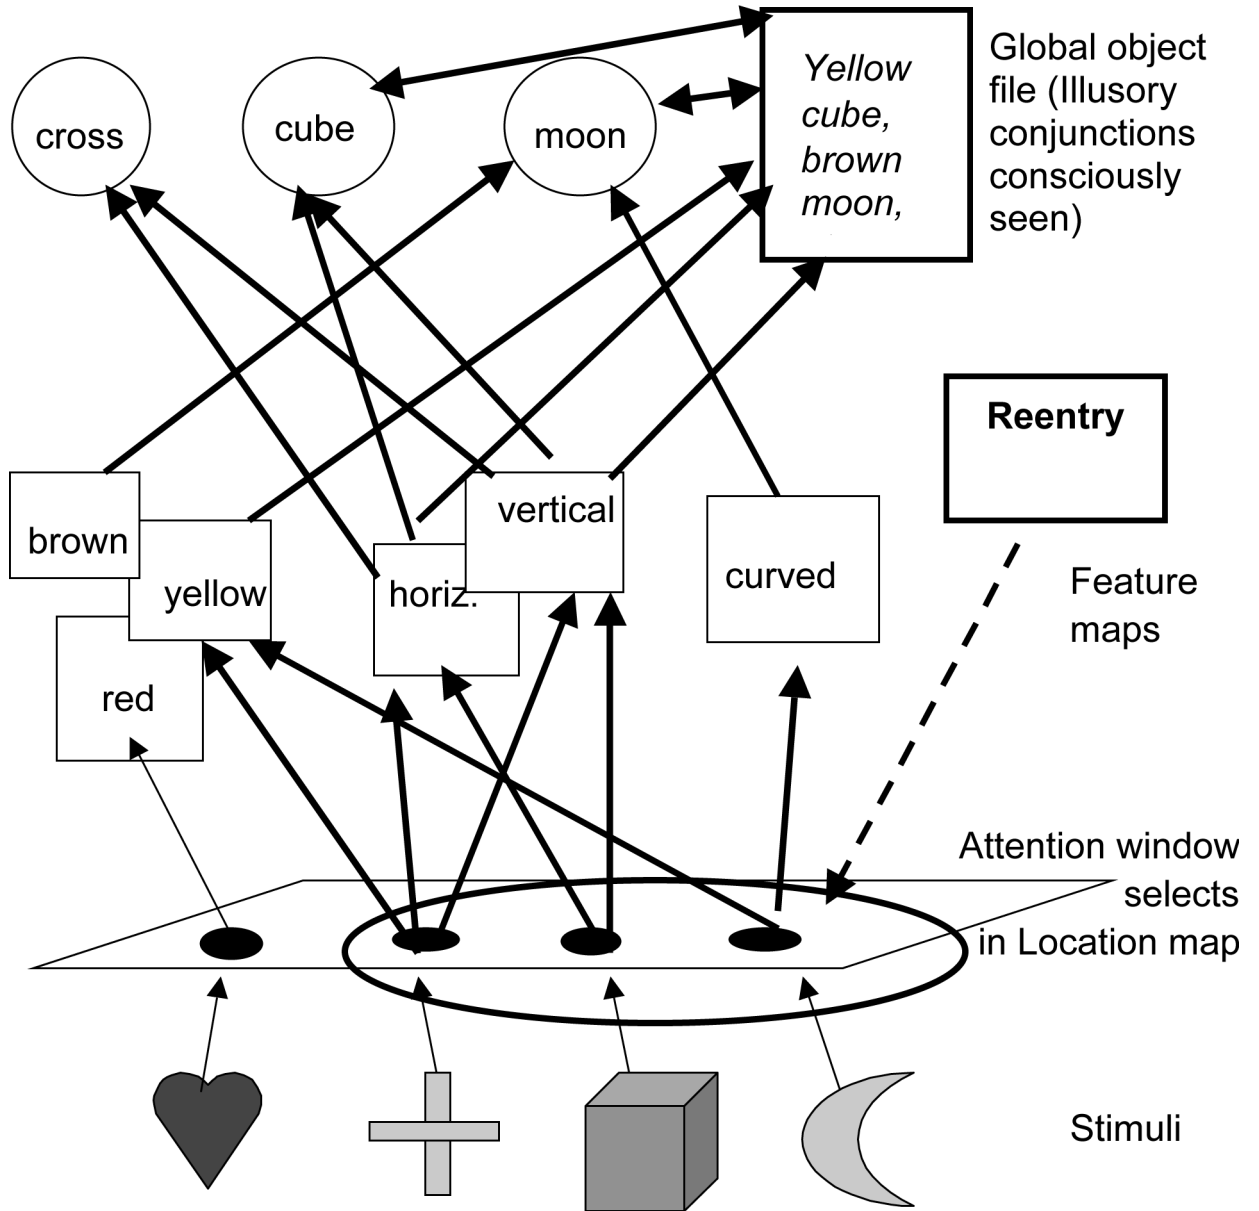 cross
cube
moon
Yellow
cube,
brown
moon,
Global object
file (Illusory
conjunctions
consciously
seen)
Reentry
brown
yellow
red
horiz.
vertical
curved
Feature
maps
Attention window
selects
in Location map
Stimuli